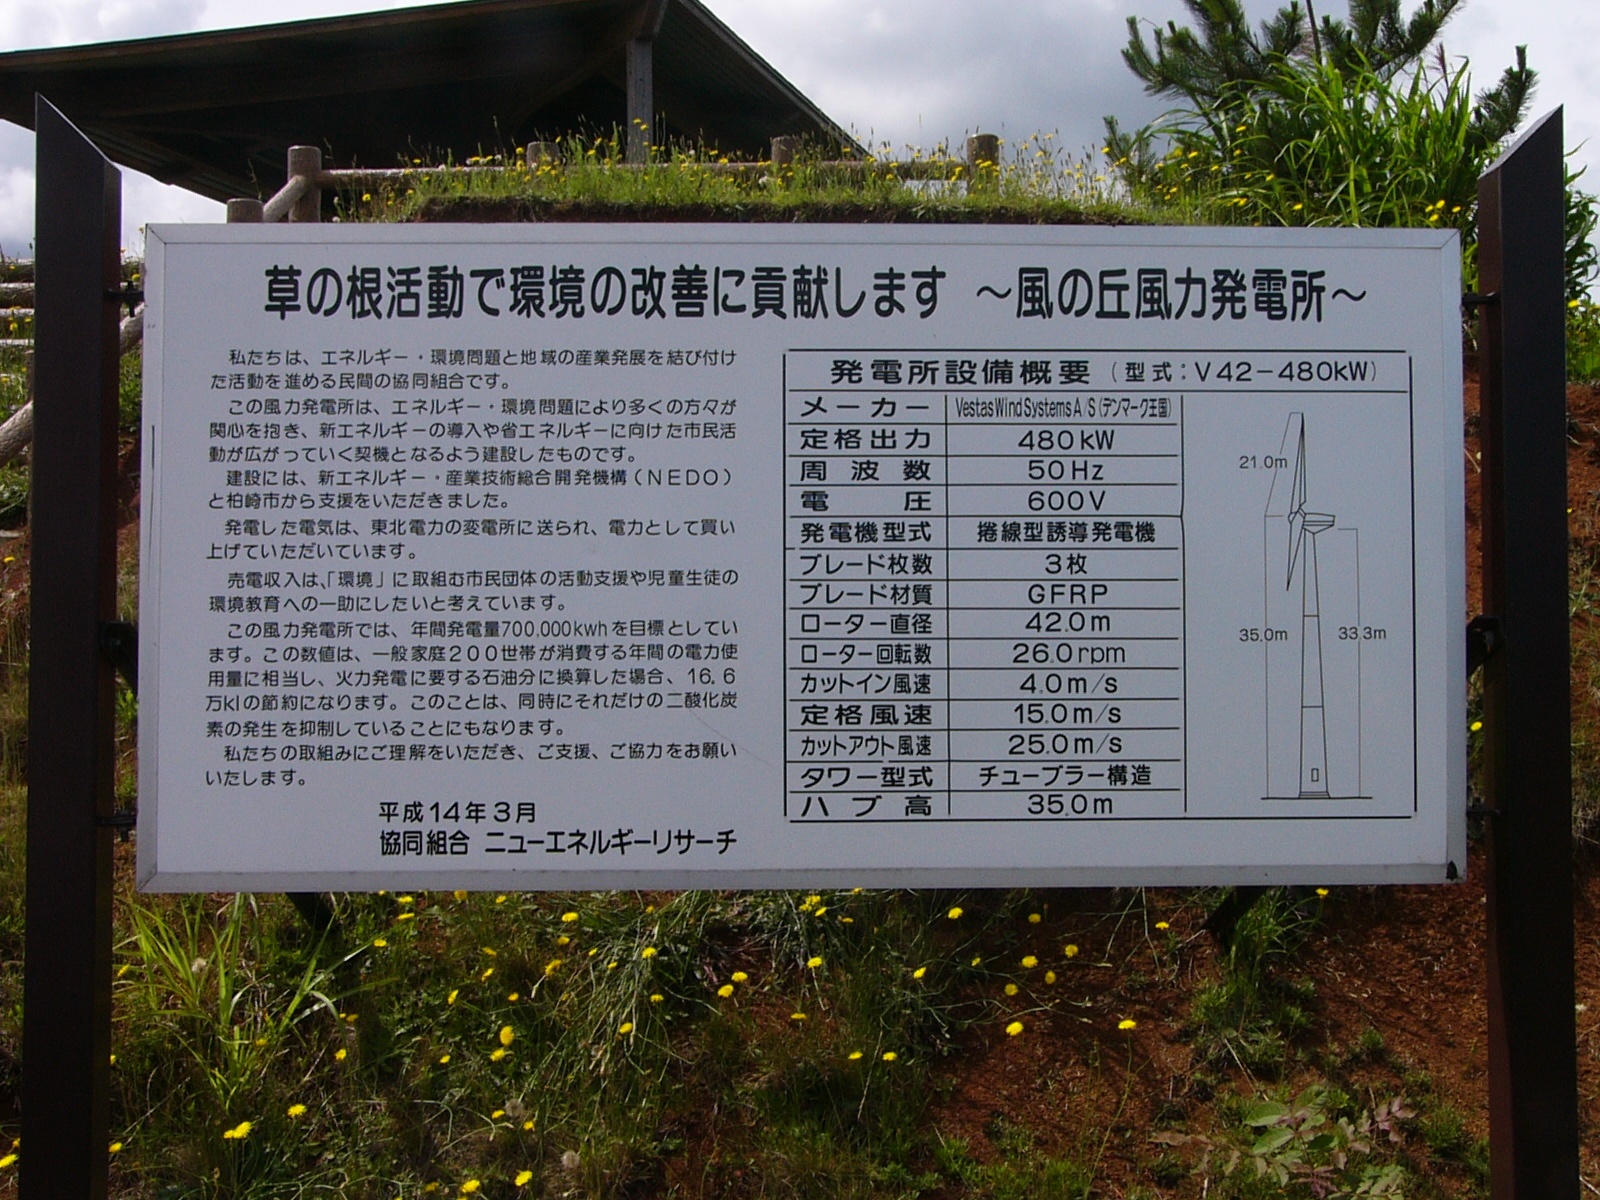 草の根活動で環境の改善に貢献します ～風の丘風力発電所～
私たちは、エネルギー・環境問題と地域の産業発展を結び付け
た活動を進める民間の協同組合です。
この風力発電所は、エネルギー・環境問題により多くの方々が
関心を抱き、新エネルギーの導入や省エネルギーに向けた市民活
動が広がっていく契機となるよう建設したものです。
建設には、新エネルギー・産業技術総合開発機構（NEDO）
と柏崎市から支援をいただきました。
発電した電気は、東北電力の変電所に送られ、電力として買い
上げていただいています。
売電収入は、「環境」に取組む市民団体の活動支援や児童生徒の
環境教育への一助にしたいと考えています。
この風力発電所では、年間発電量700,000kwhを目標としてい
ます。この数値は、一般家庭200世帯が消費する年間の電力使
用量に相当し、火力発電に要する石油分に換算した場合、16.6
万klの節約になります。このことは、同時にそれだけの二酸化炭
素の発生を抑制していることにもなります。
私たちの取組みにご理解をいただき、ご支援、ご協力をお願い
いたします。
平成14年3月
協同組合 ニューエネルギーリサーチ
発電所設備概要（型式：V42－480kW）
メーカー VestasWindSystemsA/S(デンマーク王国)
定格出力 480kW
周波数 50Hz
電圧 600V
発電機型式 捲線型誘導発電機
ブレード枚数 3枚
ブレード材質 GFRP
ローター直径 42.0m
ローター回転数 26.0rpm
カットイン風速 4.0m/s
定格風速 15.0m/s
カットアウト風速 25.0m/s
タワー型式 チューブラー構造
ハブ高 35.0m
21.0m
35.0m
33.3m